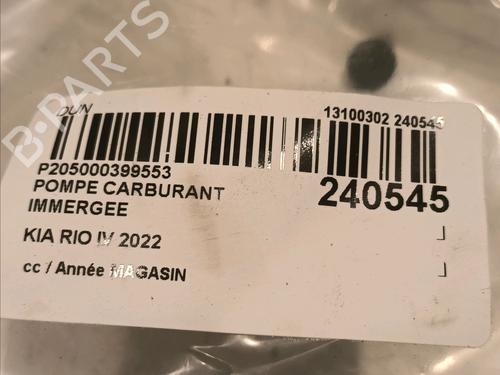 B-PARTS
DUN
13100302 240545
P205000399553
POMPE CARBURANT
IMMERGEE
240545
KIA RIO IV 2022
cc / Année MAGASIN